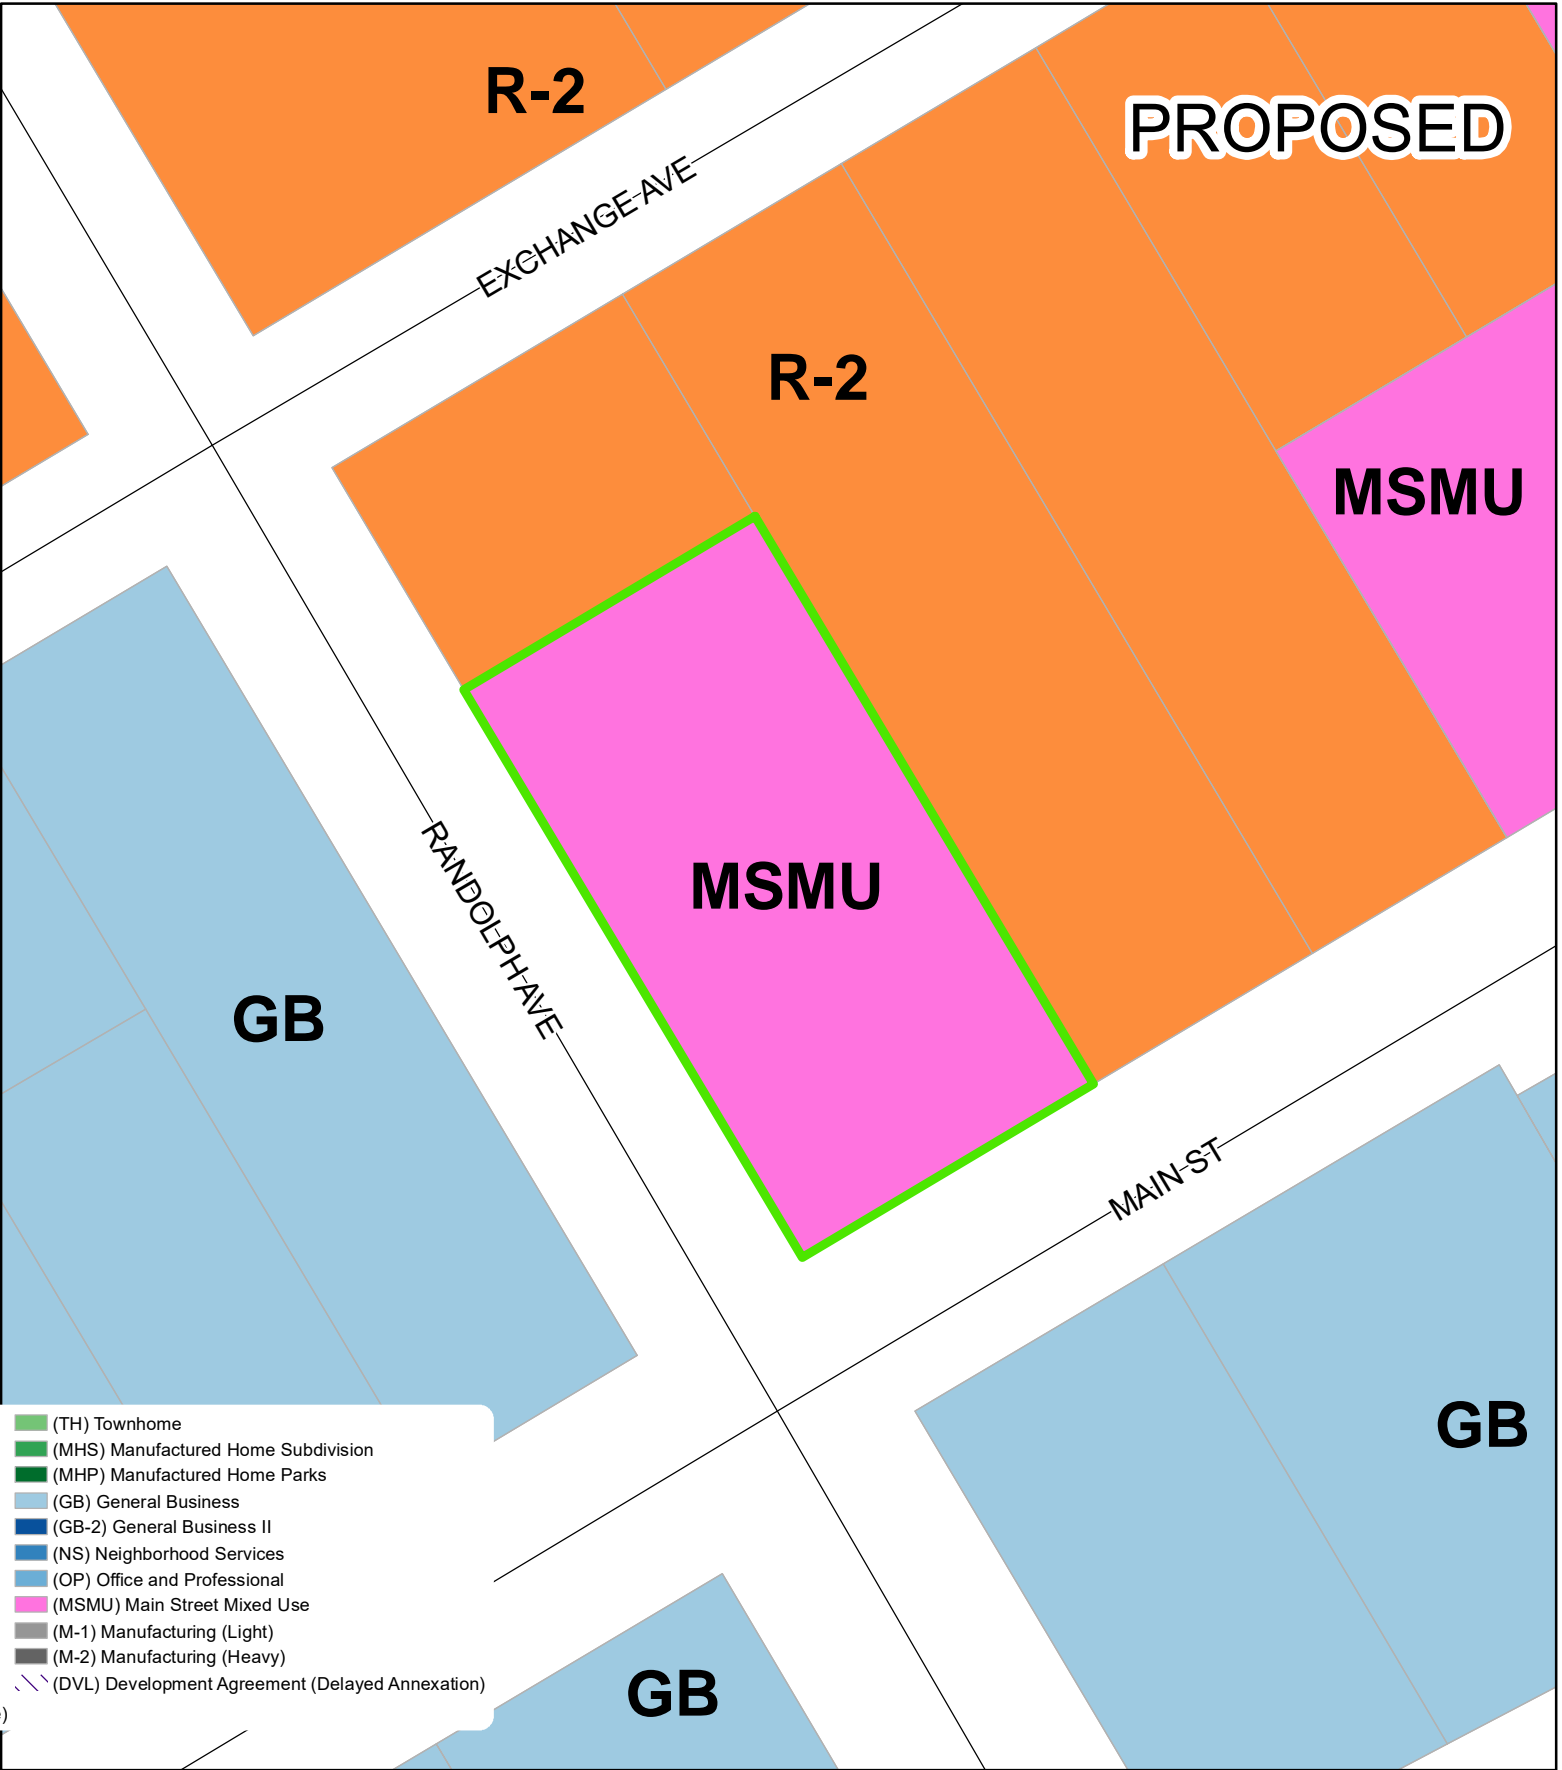 R-2
PROPOSED
EXCHANGE AVE
R-2
MSMU
RANDOLPH AVE
MSMU
GB
MAIN ST
GB
(TH) Townhome
(MHS) Manufactured Home Subdivision
(MHP) Manufactured Home Parks
(GB) General Business
(GB-2) General Business II
(NS) Neighborhood Services
(OP) Office and Professional
(MSMU) Main Street Mixed Use
(M-1) Manufacturing (Light)
(M-2) Manufacturing (Heavy)
(DVL) Development Agreement (Delayed Annexation)
)
GB